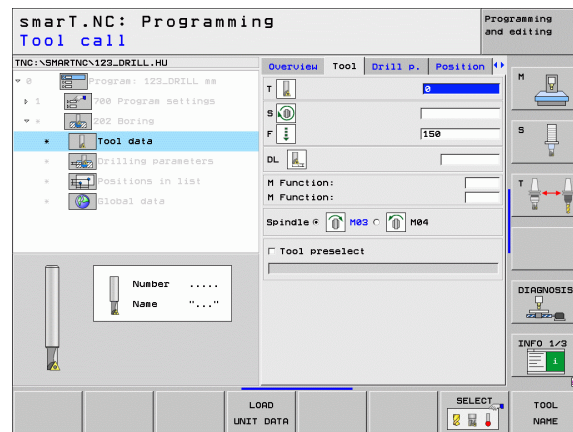 smarT.NC: Programming
Tool call
Programming and editing
TNC:\SMARTNC\123_DRILL.HU
0 Program: 123_DRILL mm
1 700 Program settings
* 202 Boring
* Tool data
* Drilling parameters
* Positions in list
* Global data
Overview Tool Drill p. Position
T 0
S
F 150
DL
M Function:
M Function:
Spindle M03 M04
Tool preselect
Number .....
Name "..."
M
S
T
DIAGNOSIS
INFO 1/3
LOAD
UNIT DATA
SELECT
TOOL
NAME